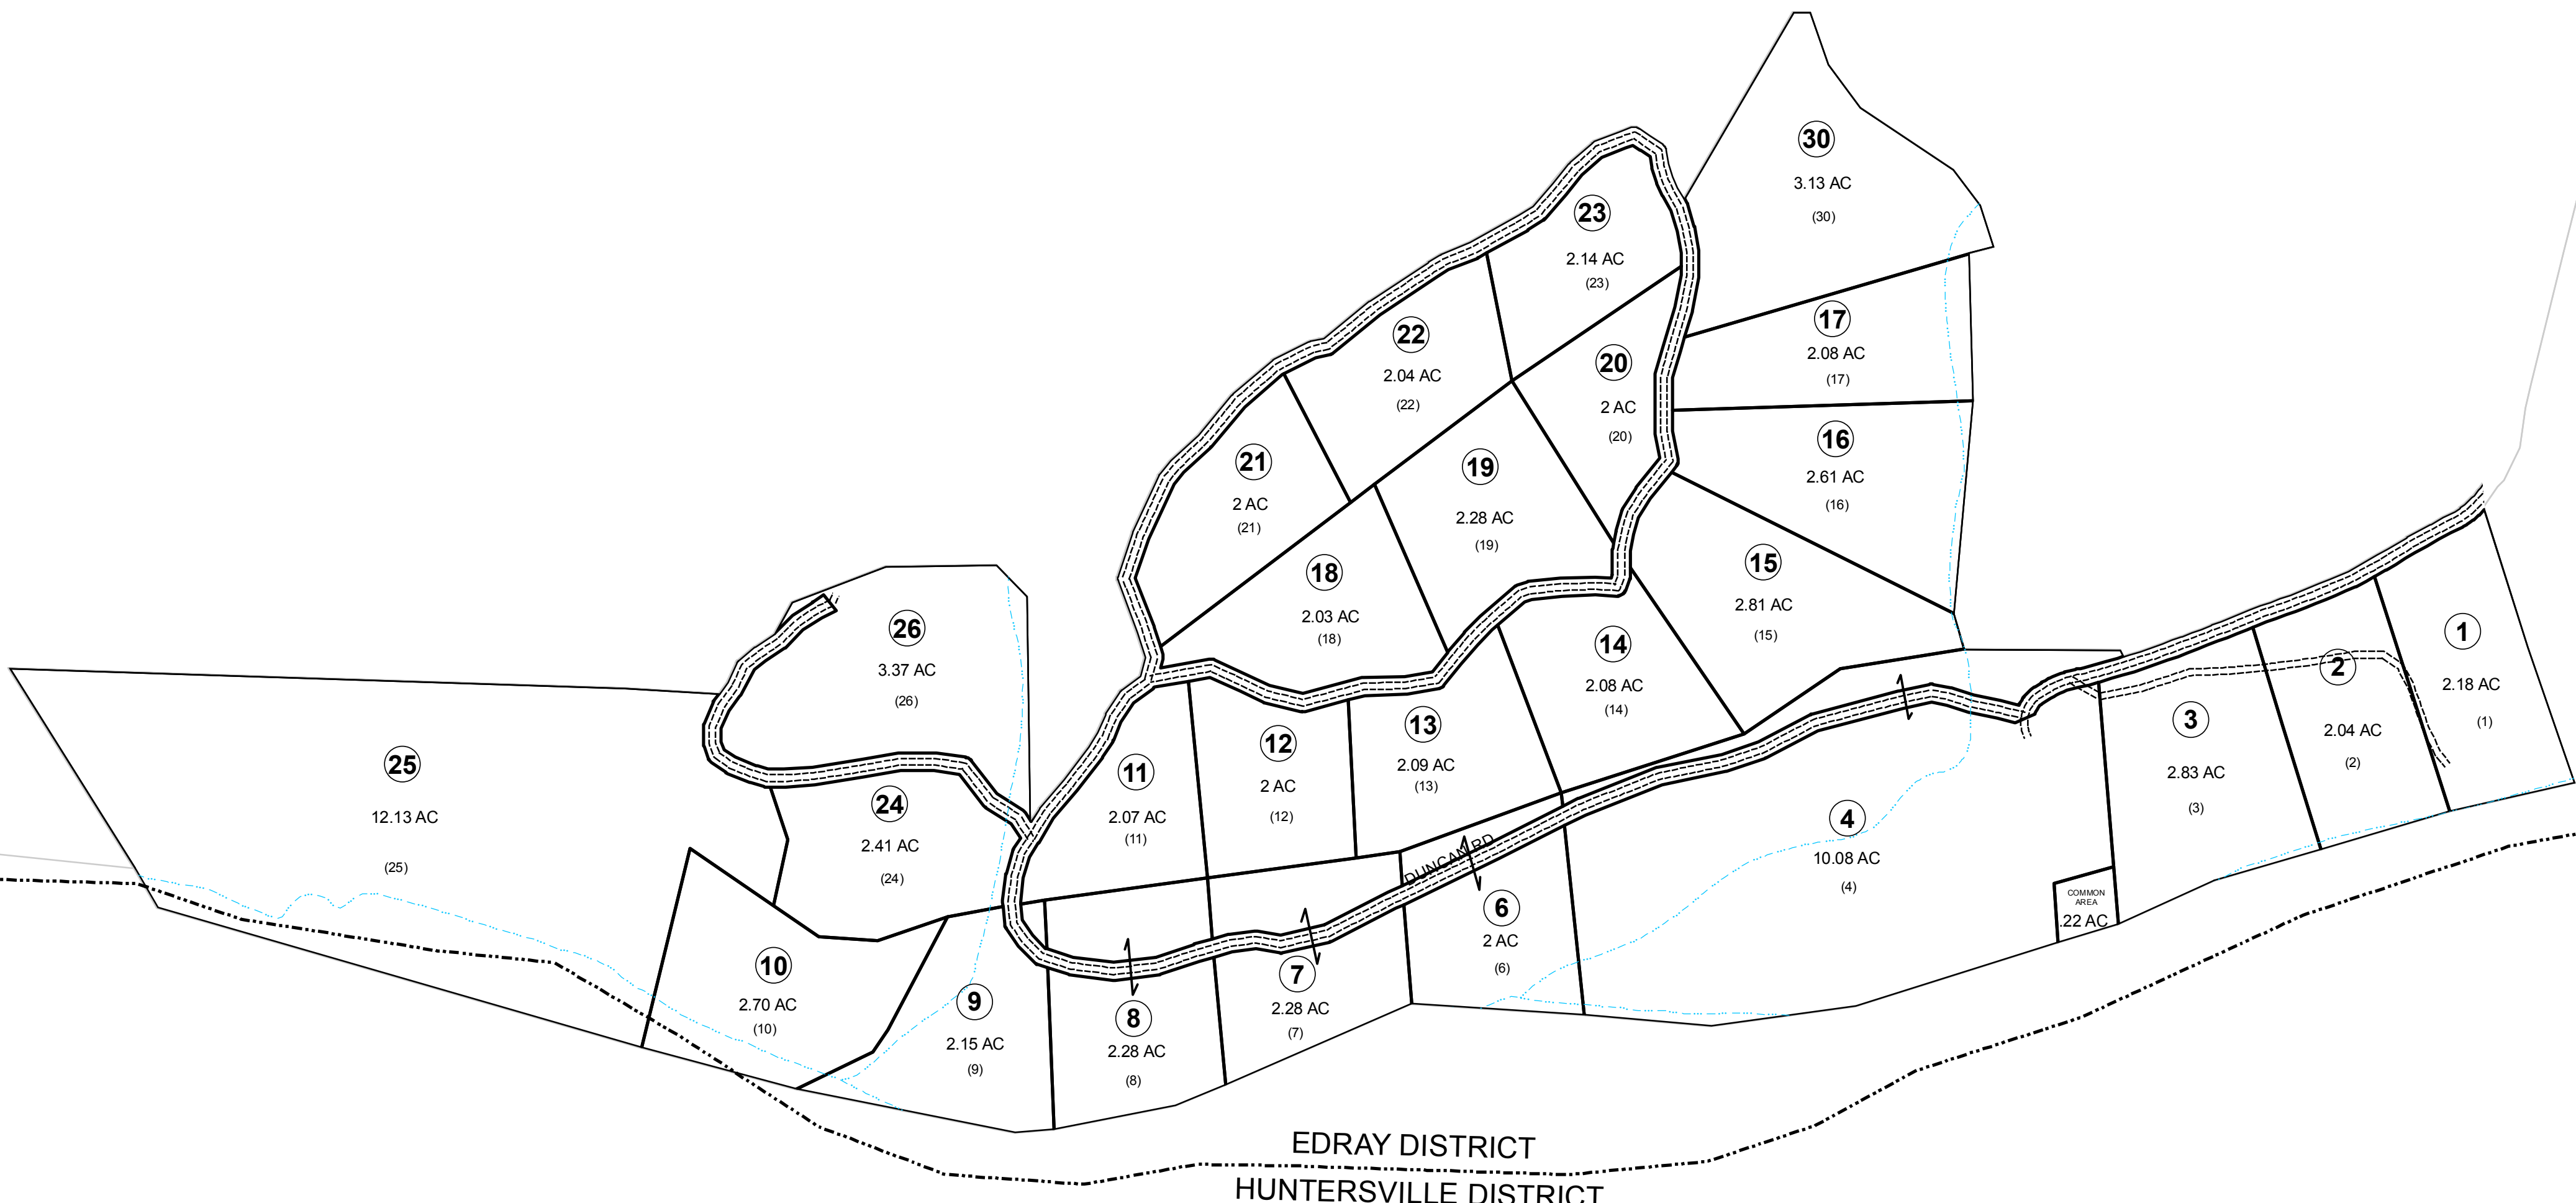 30
3.13 AC
(30)
23
2.14 AC
(23)
17
2.08 AC
(17)
22
2.04 AC
(22)
20
2 AC
(20)
16
2.61 AC
(16)
21
2 AC
(21)
19
2.28 AC
(19)
18
2.03 AC
(18)
15
2.81 AC
(15)
26
3.37 AC
(26)
14
2.08 AC
(14)
1
2.18 AC
(1)
2
2.04 AC
(2)
3
2.83 AC
(3)
25
12.13 AC
(25)
24
2.41 AC
(24)
11
2.07 AC
(11)
12
2 AC
(12)
13
2.09 AC
(13)
DUNCAN RD
4
10.08 AC
(4)
COMMON
AREA
.22 AC
6
2 AC
(6)
10
2.70 AC
(10)
9
2.15 AC
(9)
8
2.28 AC
(8)
7
2.28 AC
(7)
EDRAY DISTRICT
HUNTERSVILLE DISTRICT